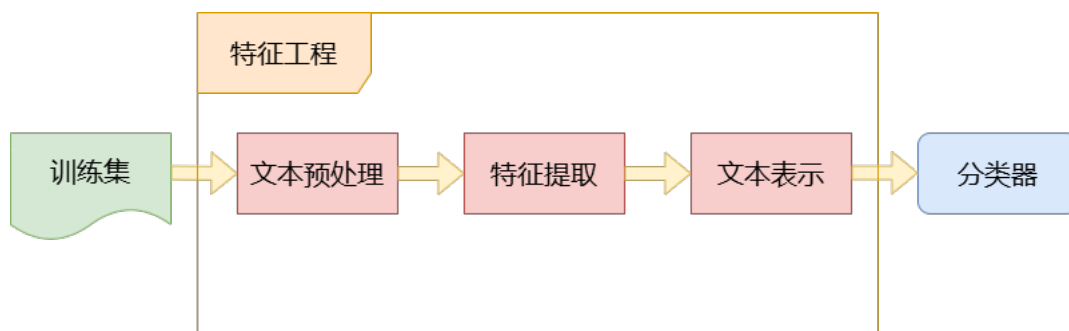 特征工程
训练集
文本预处理
特征提取
文本表示
分类器